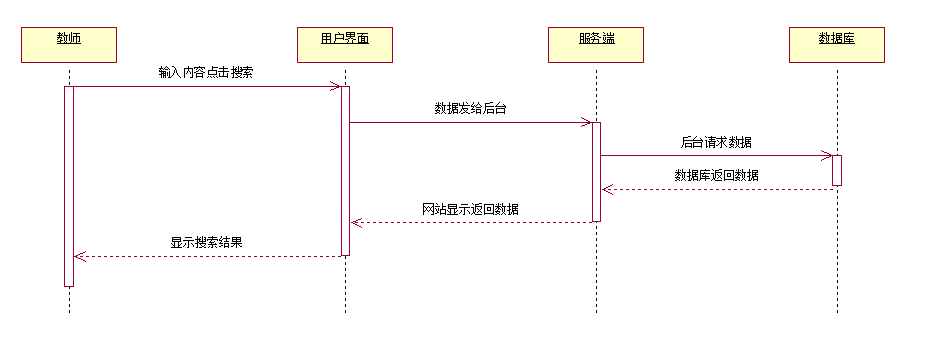 教师
用户界面
服务端
数据库
输入内容点击搜索
数据发给后台
后台请求数据
数据库返回数据
网站显示返回数据
显示搜索结果